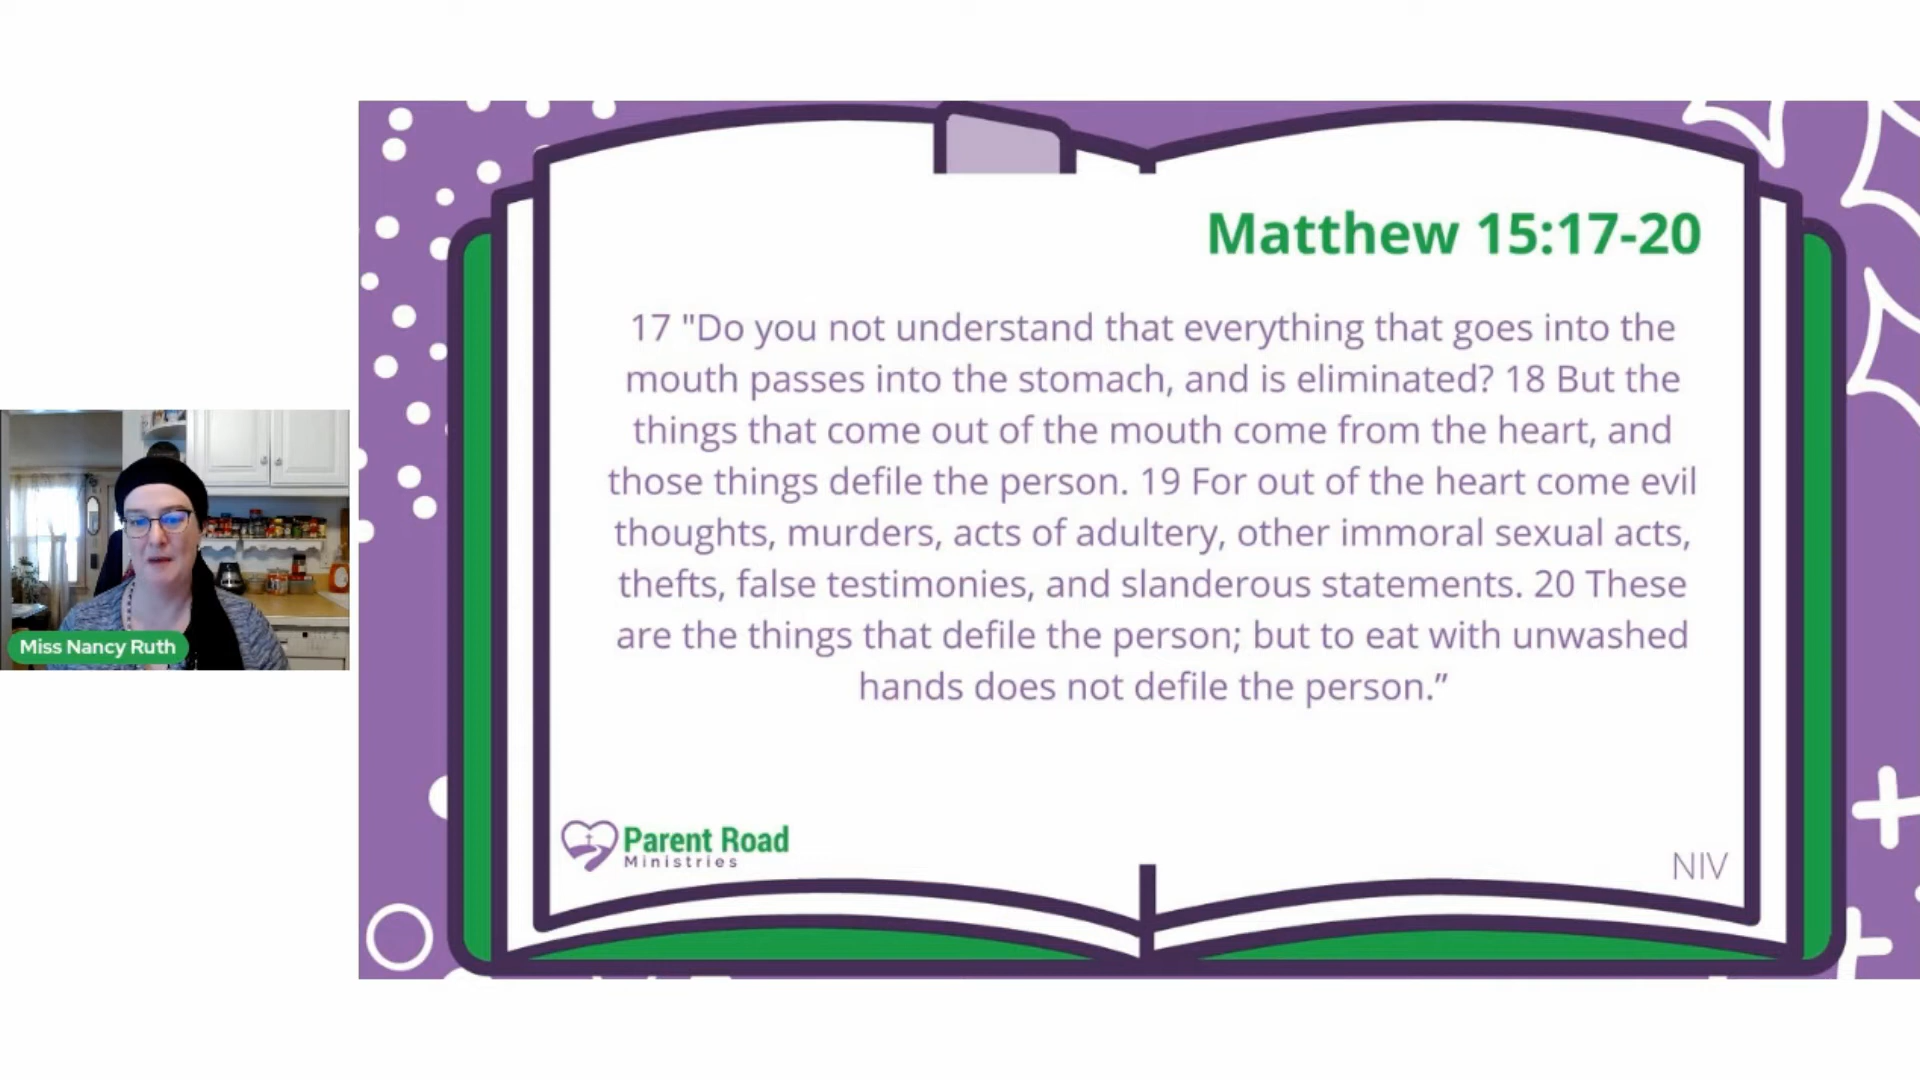 Matthew 15:17-20
17 "Do you not understand that everything that goes into the
mouth passes into the stomach, and is eliminated? 18 But the
things that come out of the mouth come from the heart, and
those things defile the person. 19 For out of the heart come evil
thoughts, murders, acts of adultery, other immoral sexual acts,
thefts, false testimonies, and slanderous statements. 20 These
are the things that defile the person; but to eat with unwashed
hands does not defile the person.”
Miss Nancy Ruth
Parent Road
Ministries
NIV